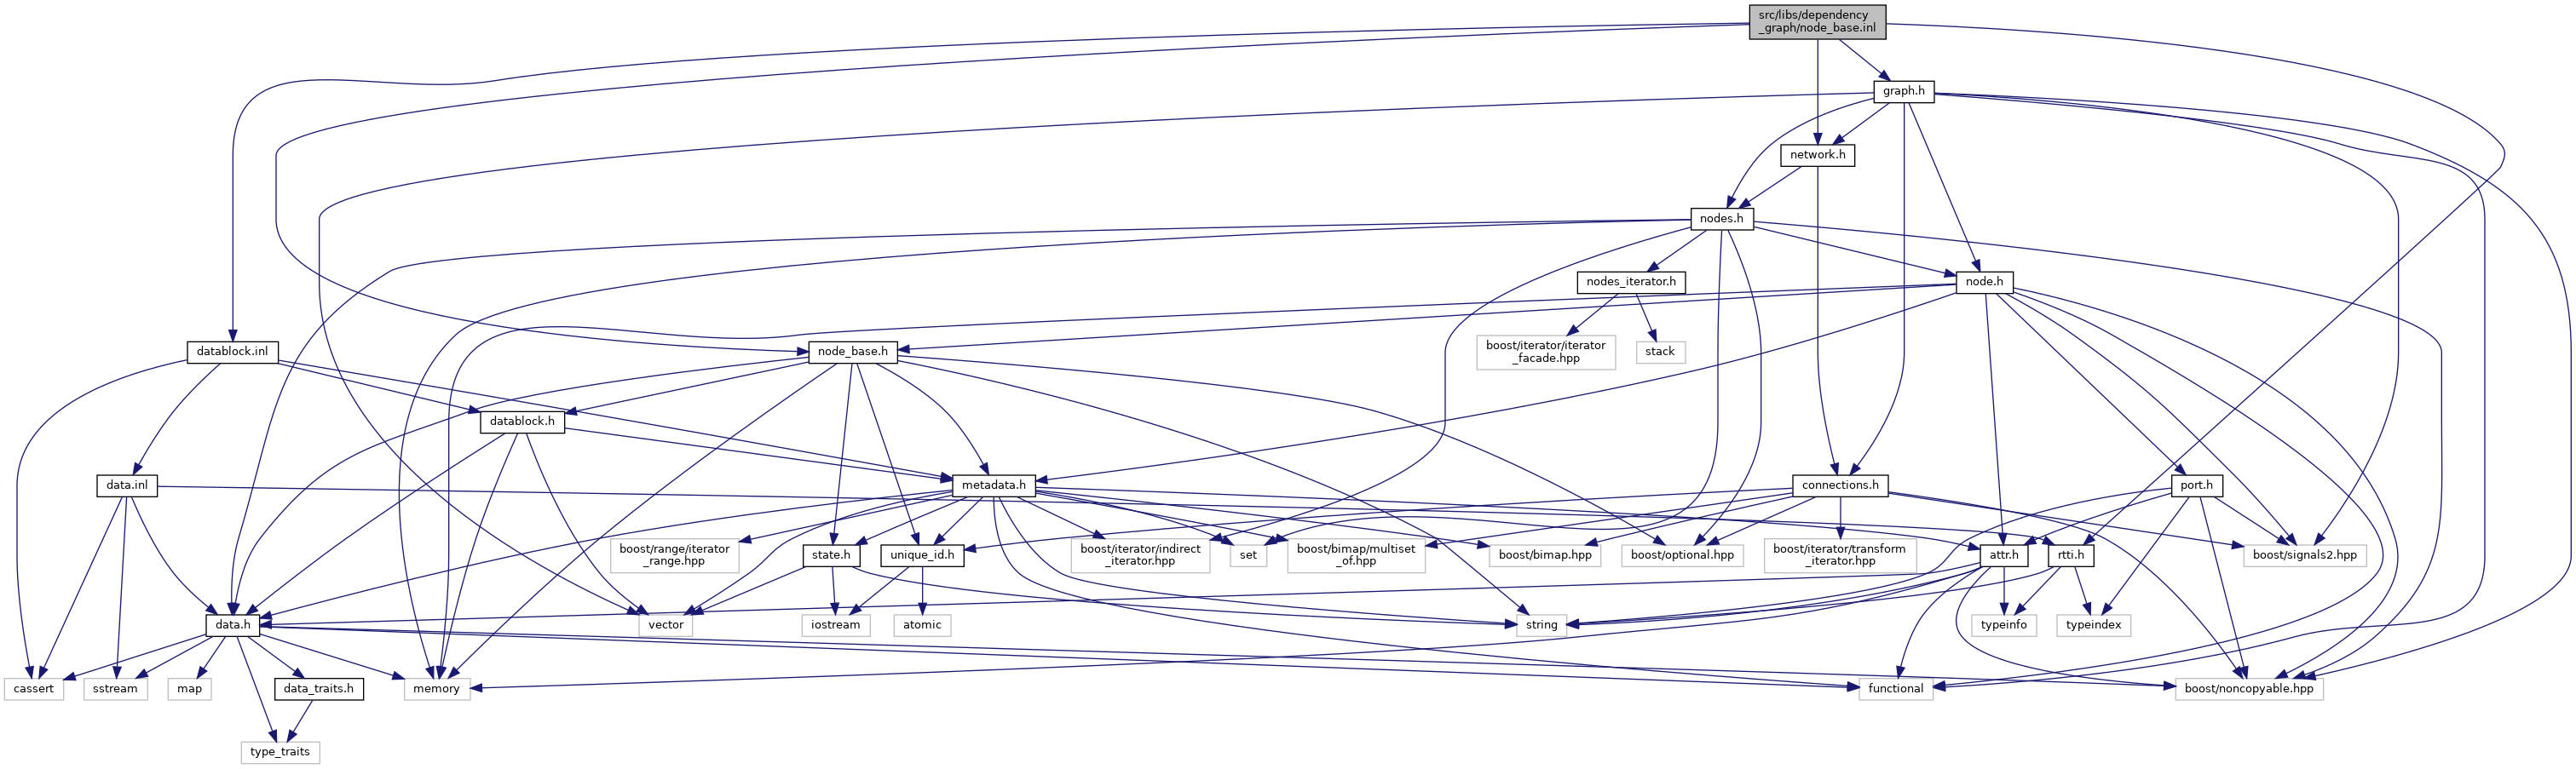 src/libs/dependency
_graph/node_base.inl
graph.h
network.h
nodes.h
nodes_iterator.h
node.h
boost/iterator/iterator
_facade.hpp
stack
datablock.inl
node_base.h
datablock.h
data.inl
metadata.h
connections.h
port.h
boost/range/iterator
_range.hpp
state.h
unique_id.h
boost/iterator/indirect
_iterator.hpp
set
boost/bimap/multiset
_of.hpp
boost/bimap.hpp
boost/optional.hpp
boost/iterator/transform
_iterator.hpp
attr.h
rtti.h
boost/signals2.hpp
data.h
vector
iostream
atomic
string
typeinfo
typeindex
cassert
sstream
map
data_traits.h
memory
functional
boost/noncopyable.hpp
type_traits